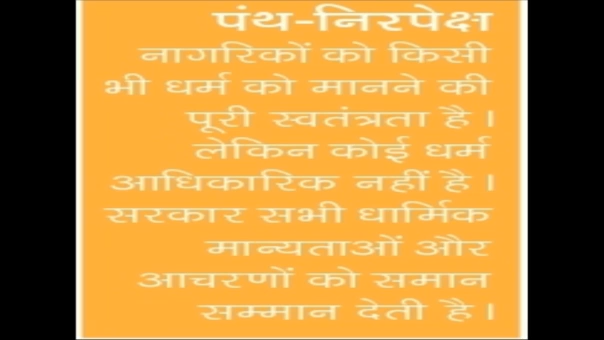 पंथ-निरपेक्ष
नागरिकों को किसी
भी धर्म को मानने की
पूरी स्वतंत्रता है ।
लेकिन कोई धर्म
आधिकारिक नहीं है ।
सरकार सभी धार्मिक
मान्यताओं और
आचरणों को समान
सम्मान देती है ।